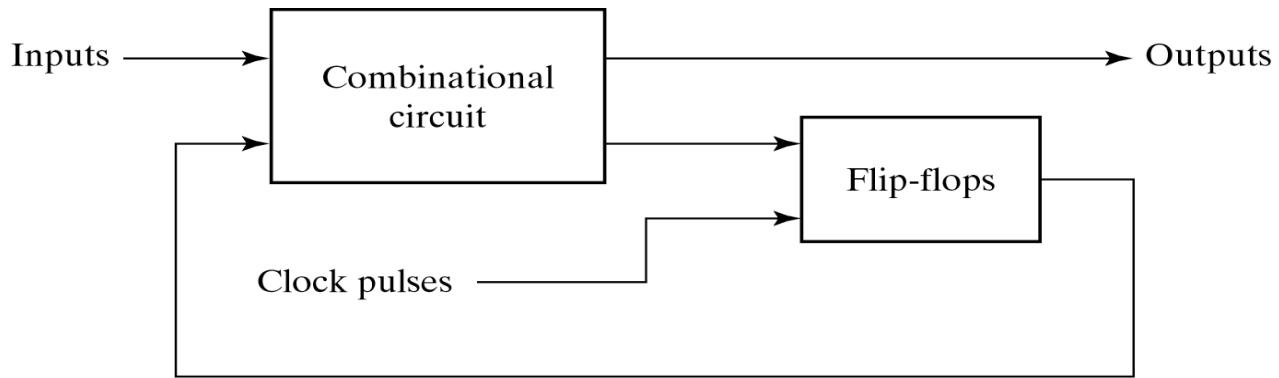 Inputs
Combinational
circuit
Outputs
Flip-flops
Clock pulses